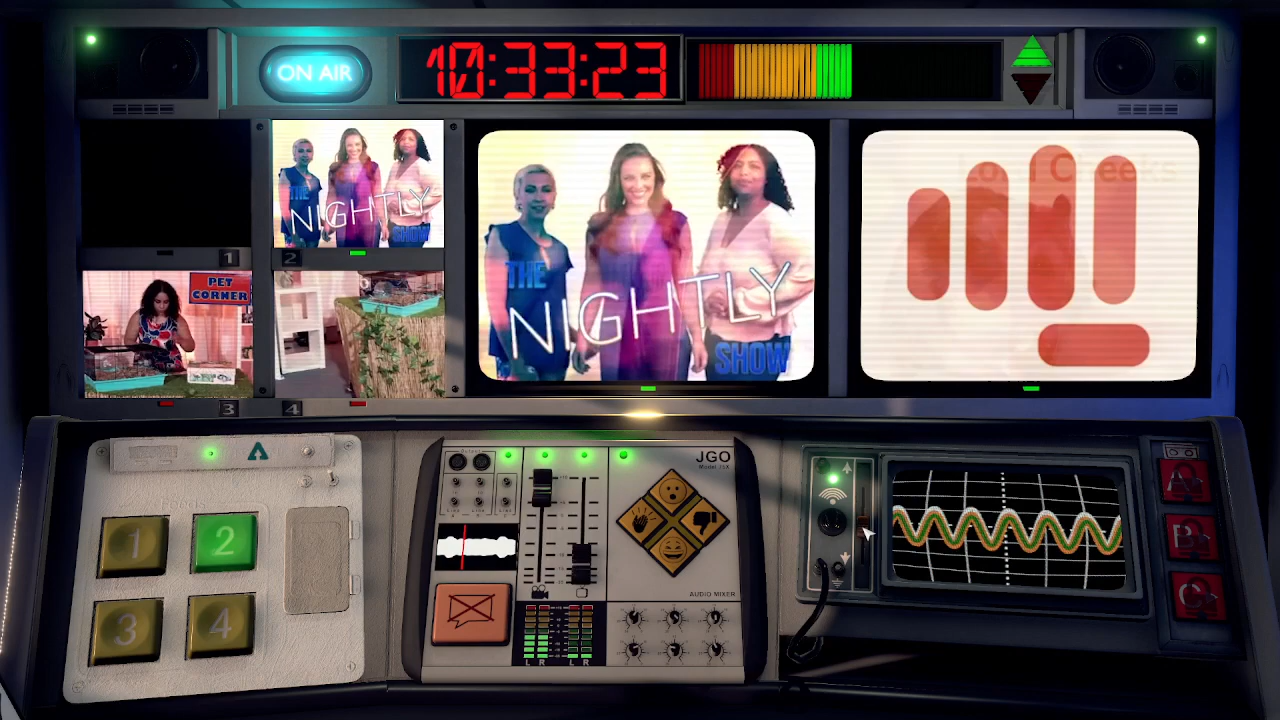 ON AIR
10:33:23
THE
NIGHTLY
SHOW
THE
NIGHTLY
SHOW
1
2
PET
CORNER
3
4
1
2
3
4
JGO
AUDIO MIXER
L R
L R
A
B
C